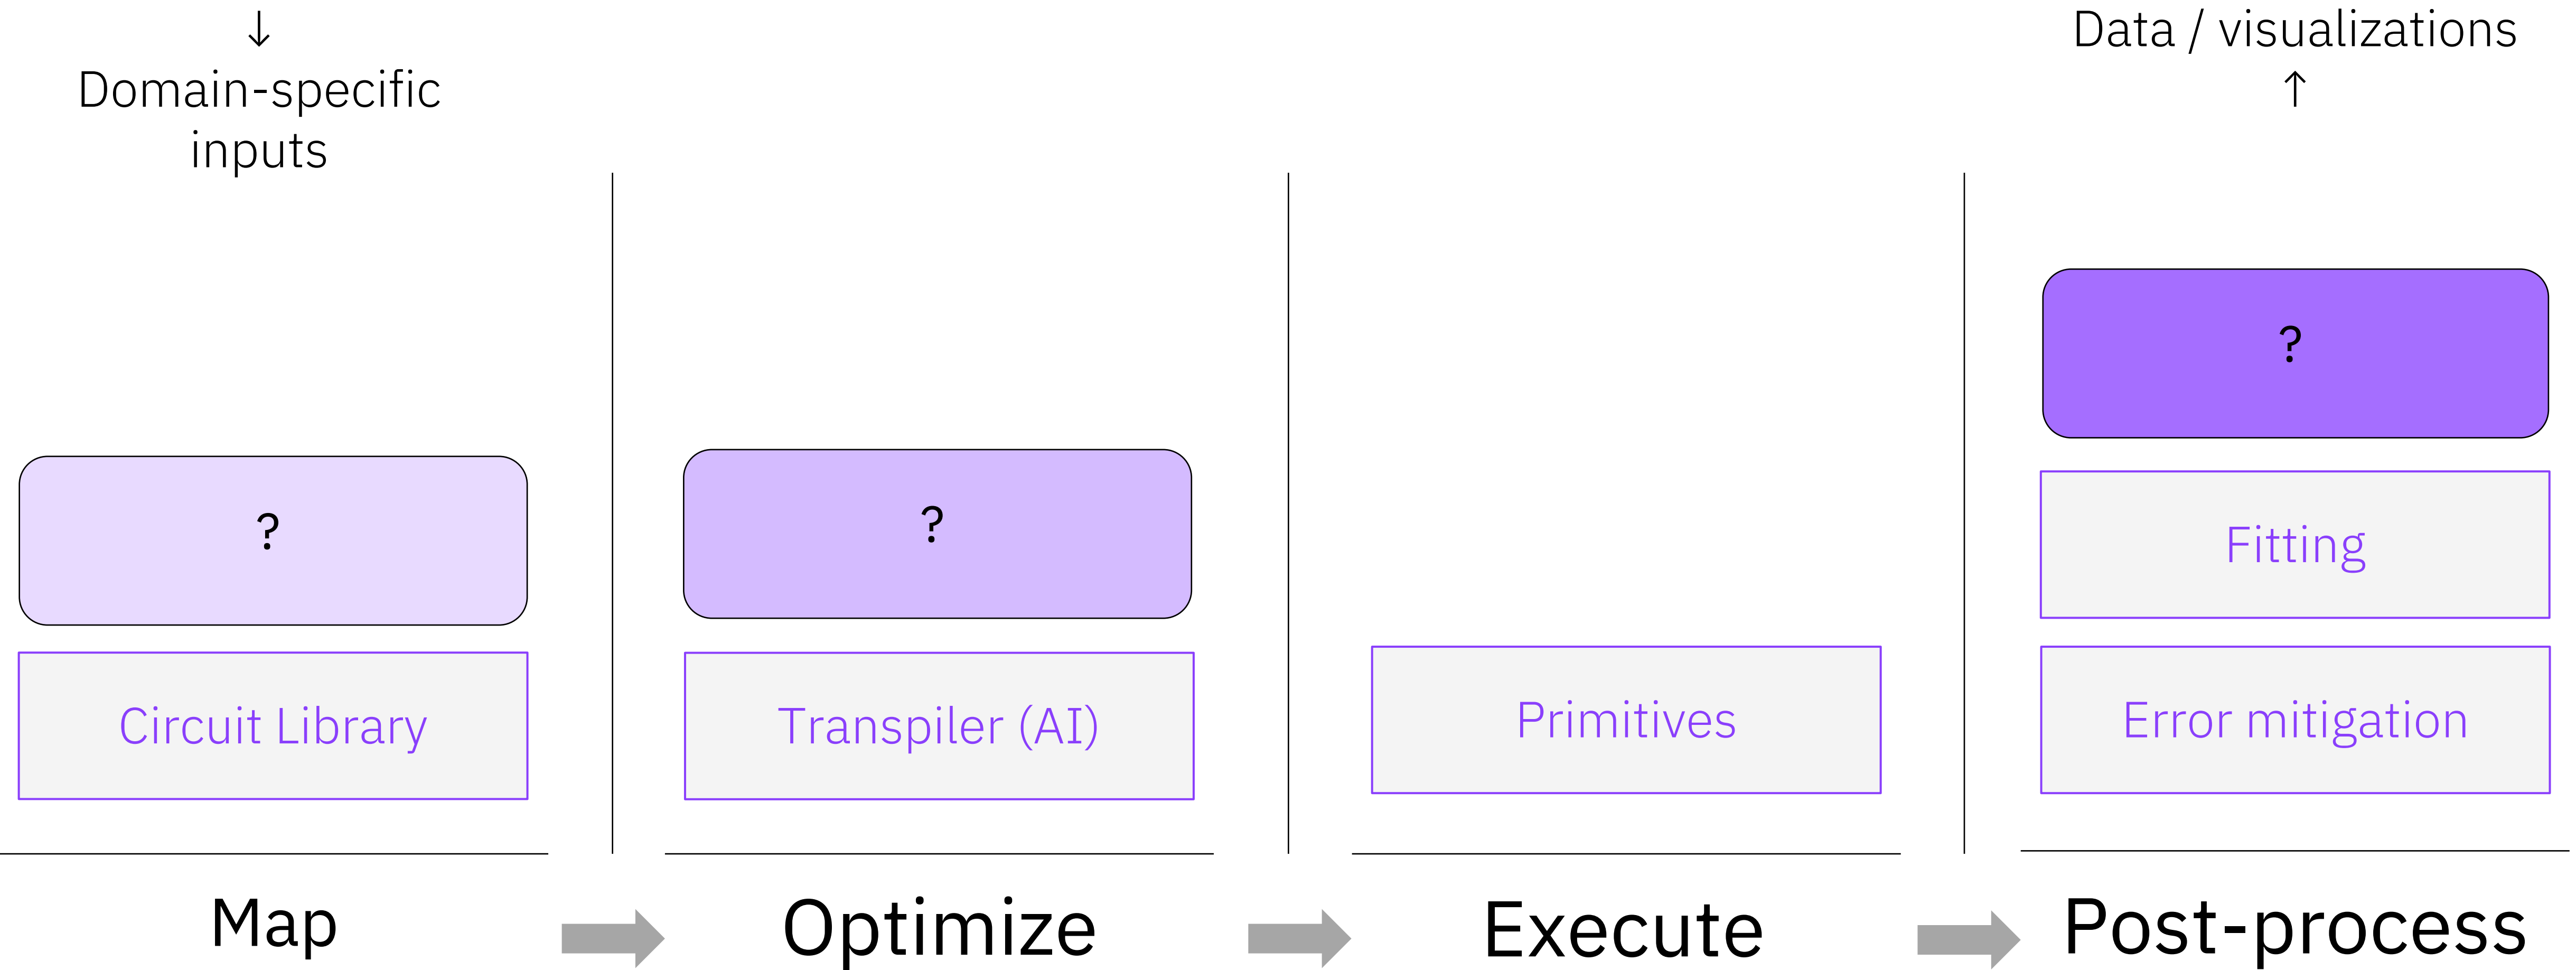 ↓
Domain-specific
inputs
Data / visualizations
↑
?
Circuit Library
?
Transpiler (AI)
Primitives
?
Fitting
Error mitigation
Map
Optimize
Execute
Post-process